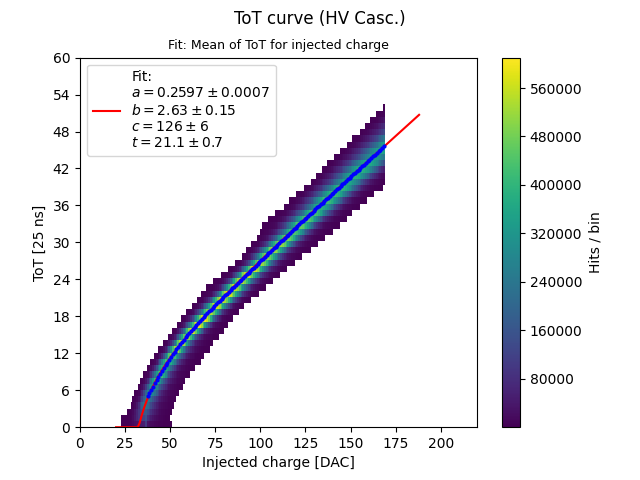 ToT curve (HV Casc.)
Fit: Mean of ToT for injected charge
Fit:
a = 0.2597 ± 0.0007
b = 2.63 ± 0.15
c = 126 ± 6
t = 21.1 ± 0.7
60
54
48
42
36
30
24
18
12
6
0
ToT [25 ns]
0 25 50 75 100 125 150 175 200
Injected charge [DAC]
560000
480000
400000
320000
240000
160000
80000
Hits / bin